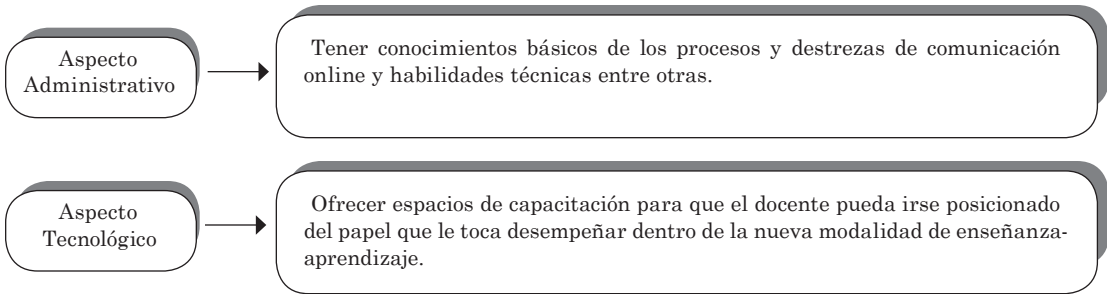 Aspecto
Administrativo
Tener conocimientos básicos de los procesos y destrezas de comunicación
online y habilidades técnicas entre otras.
Aspecto
Tecnológico
Ofrecer espacios de capacitación para que el docente pueda irse posicionado
del papel que le toca desempeñar dentro de la nueva modalidad de enseñanza-
aprendizaje.